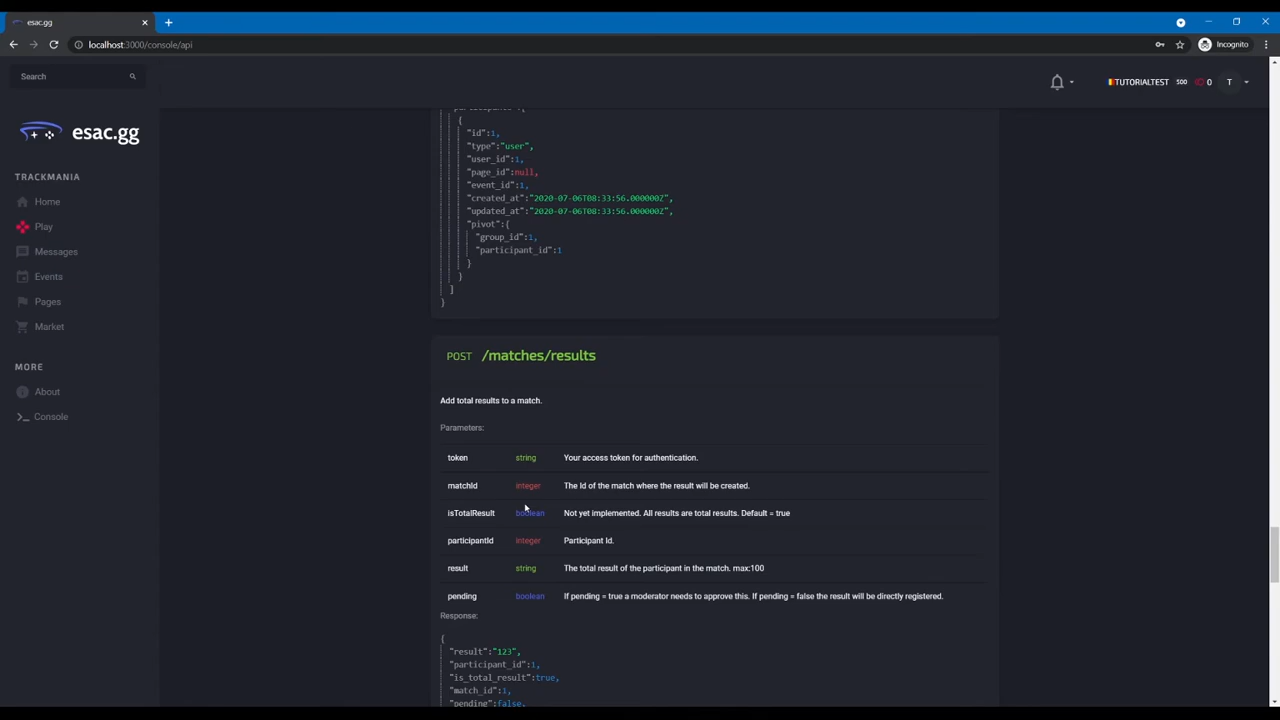 esac.gg
localhost:3000/console/api
Incognito
Search
TUTORIALTEST 500 0 T
esac.gg
TRACKMANIA
Home
Play
Messages
Events
Pages
Market
MORE
About
Console
{
"id":1,
"type":"user",
"user_id":1,
"page_id":null,
"event_id":1,
"created_at":"2020-07-06T08:33:56.000000Z",
"updated_at":"2020-07-06T08:33:56.000000Z",
"pivot":{
"group_id":1,
"participant_id":1
}
}
]
}
POST /matches/results
Add total results to a match.
Parameters:
token string Your access token for authentication.
matchId integer The Id of the match where the result will be created.
isTotalResult boolean Not yet implemented. All results are total results. Default = true
participantId integer Participant Id.
result string The total result of the participant in the match. max:100
pending boolean If pending = true a moderator needs to approve this. If pending = false the result will be directly registered.
Response:
{
"result":"123",
"participant_id":1,
"is_total_result":true,
"match_id":1,
"pending":false,